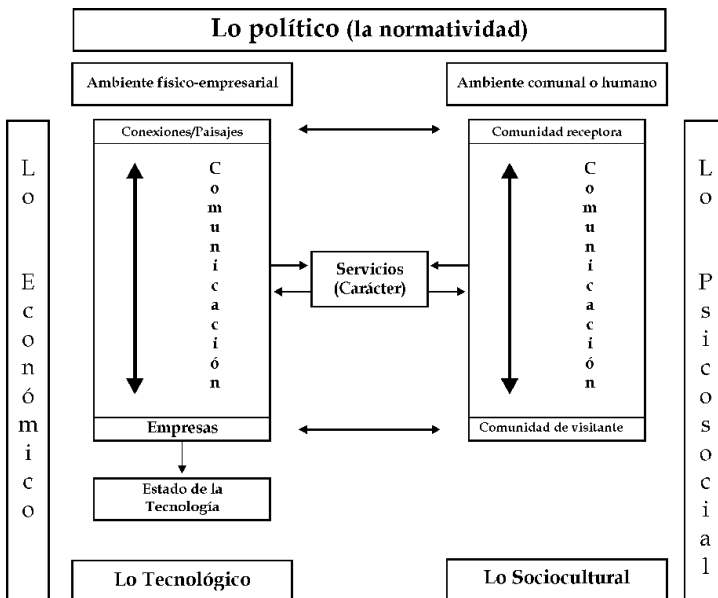 Lo político (la normatividad)
Ambiente físico-empresarial
Ambiente comunal o humano
Lo Económico
Conexiones/Paisajes
Comunicación
Empresas
Estado de la
Tecnología
Servicios
(Carácter)
Comunidad receptora
Comunicación
Comunidad de visitante
Lo Psicosocial
Lo Tecnológico
Lo Sociocultural